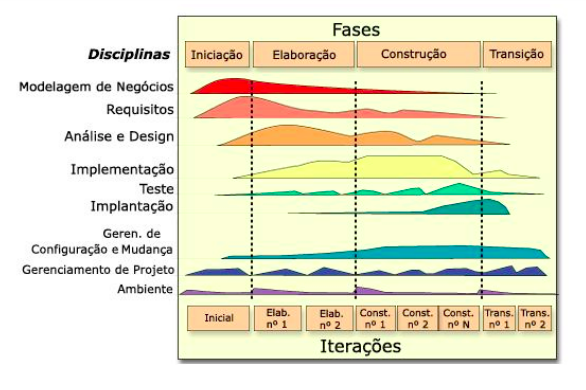 Fases
Disciplinas
Iniciação Elaboração Construção Transição
Modelagem de Negócios
Requisitos
Análise e Design
Implementação
Teste
Implantação
Geren. de
Configuração e Mudança
Gerenciamento de Projeto
Ambiente
Inicial
Elab.
nº 1
Elab.
nº 2
Const.
nº 1
Const.
nº 2
Const.
nº N
Trans.
nº 1
Trans.
nº 2
Iterações